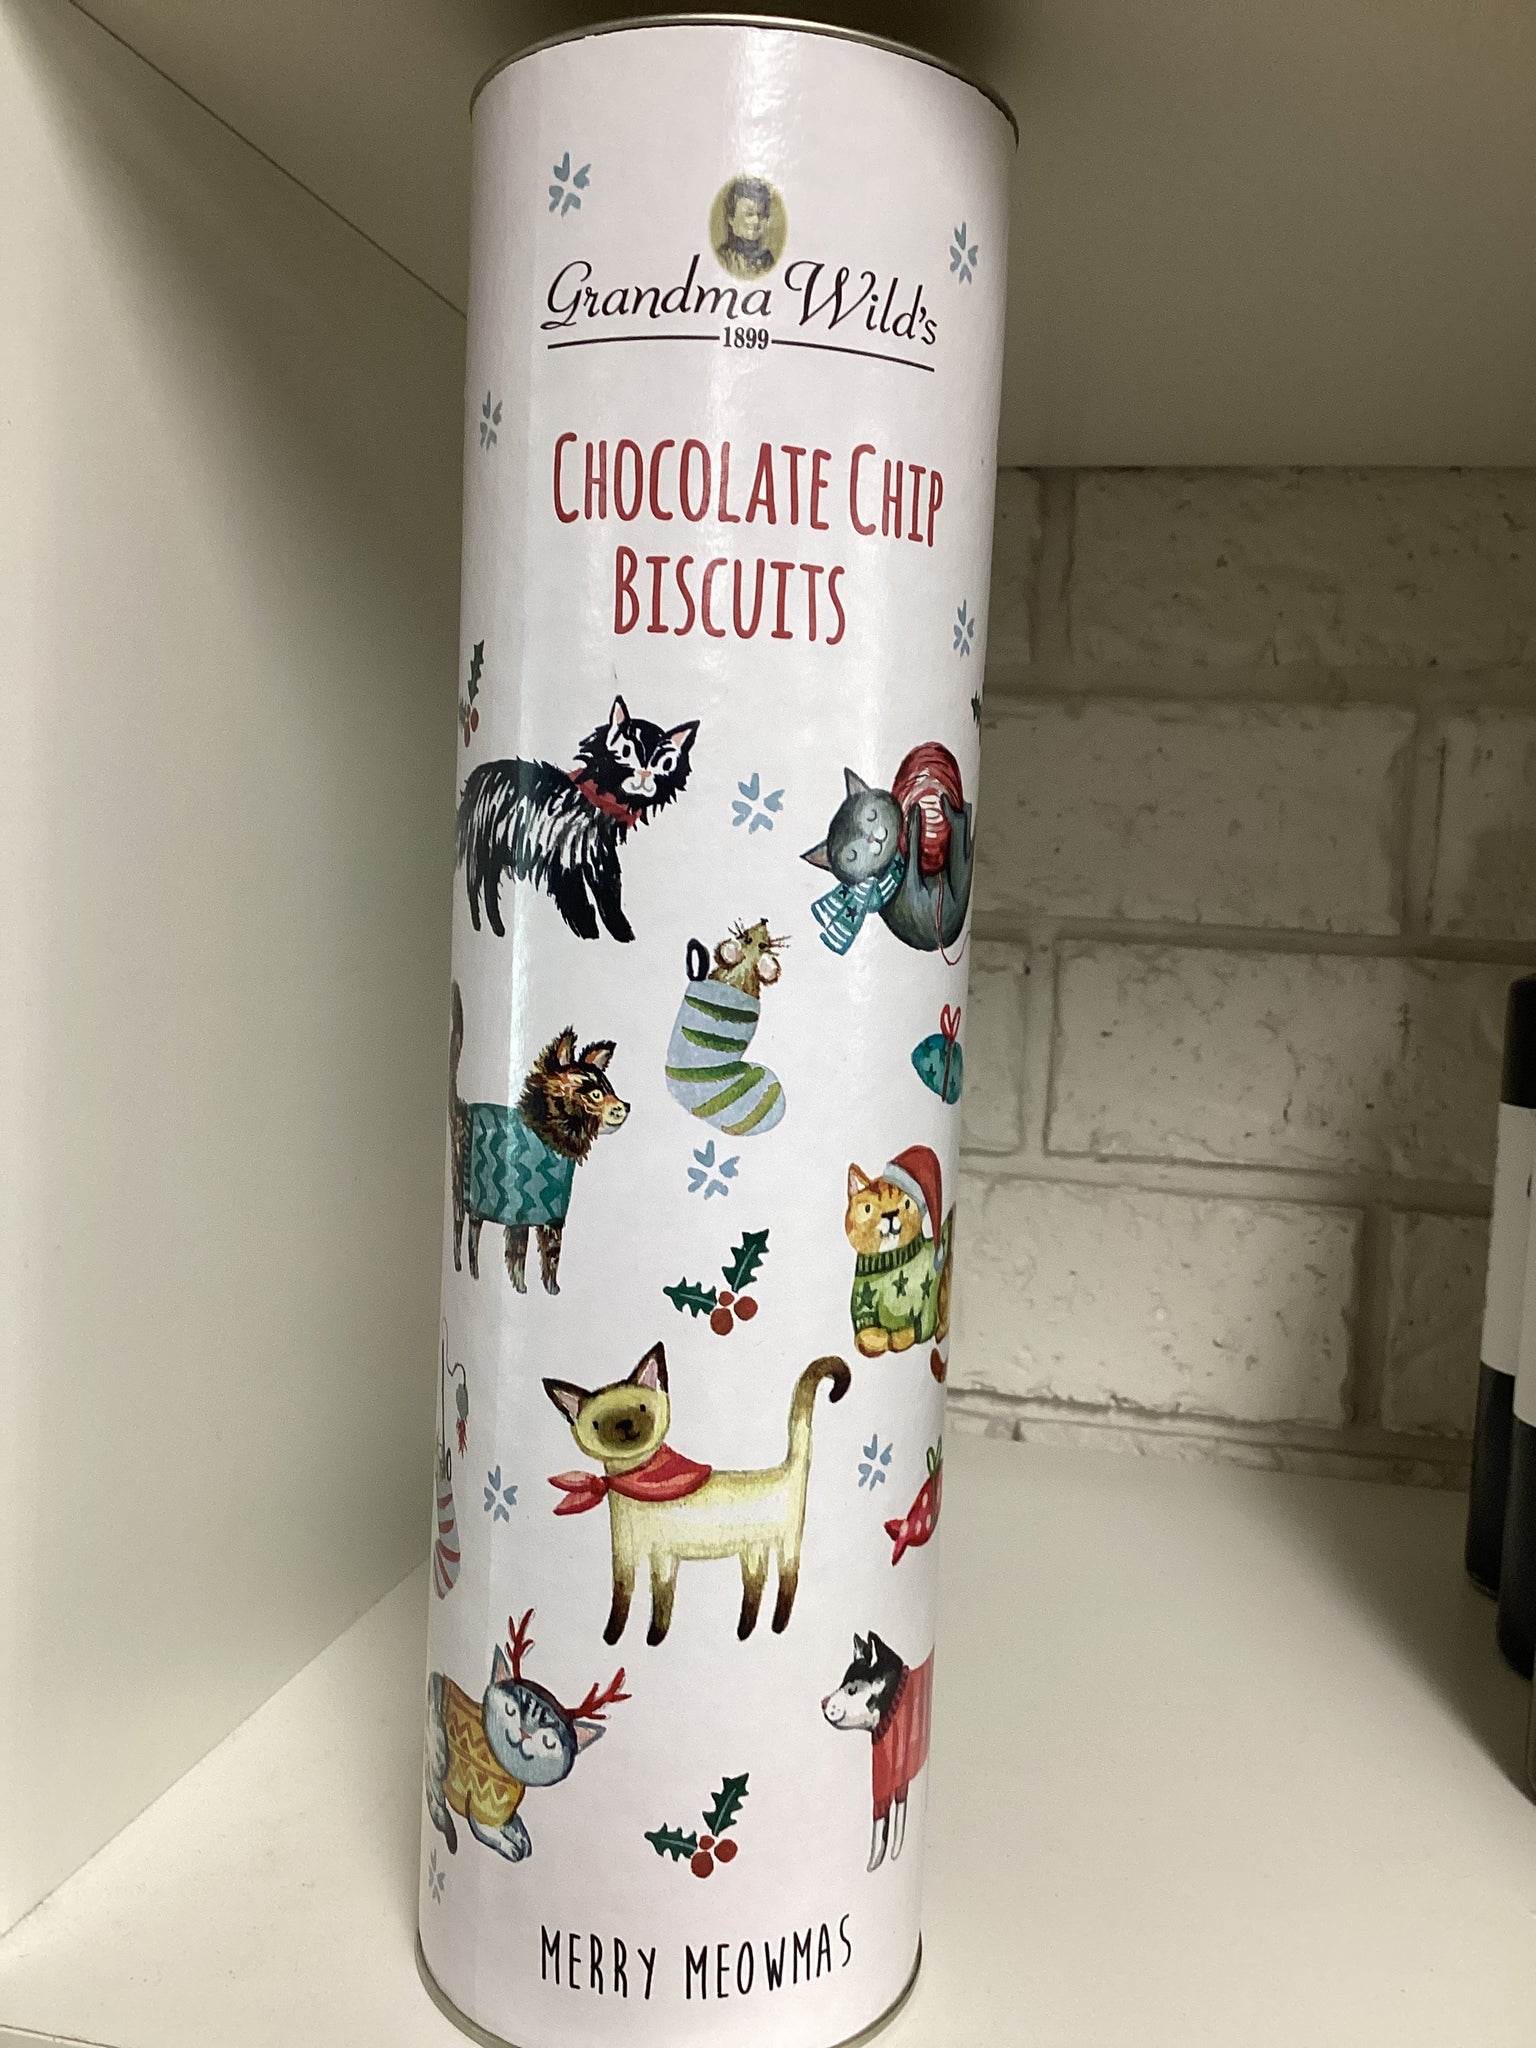 Grandma Wild's
1899
CHOCOLATE CHIP
BISCUITS
MERRY MEOWMAS